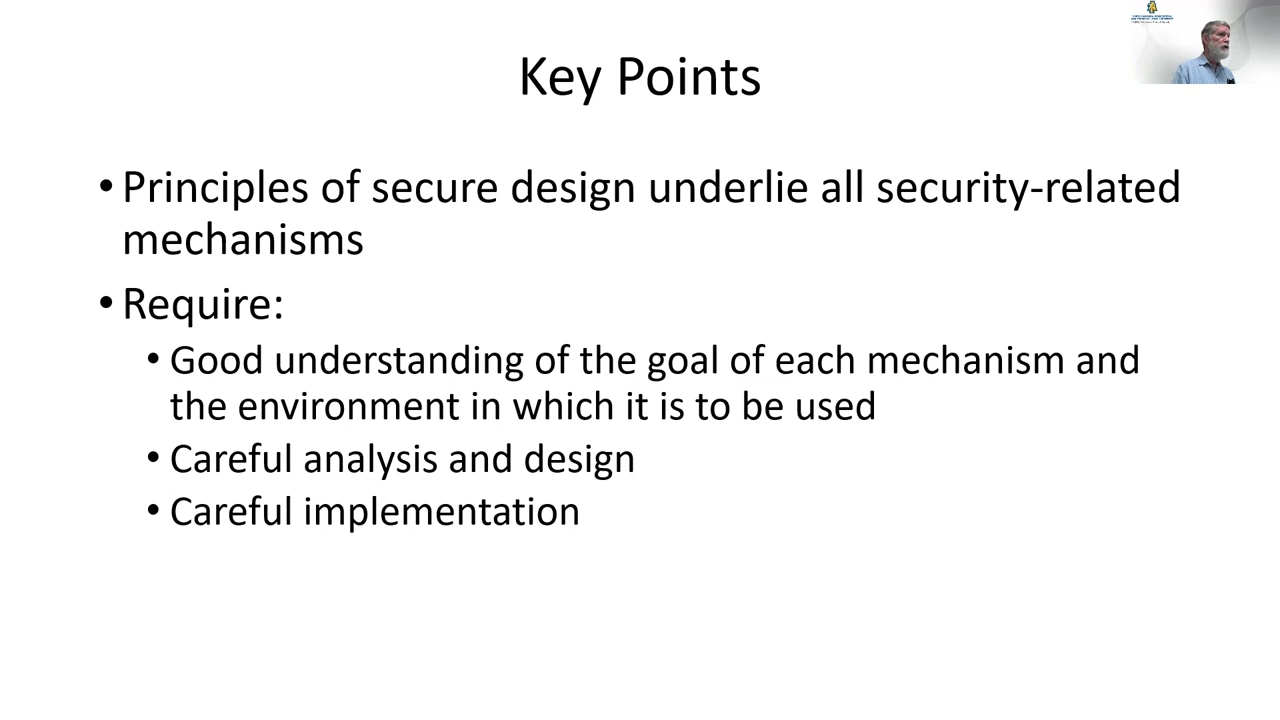 Key Points
• Principles of secure design underlie all security-related
mechanisms
• Require:
• Good understanding of the goal of each mechanism and
the environment in which it is to be used
• Careful analysis and design
• Careful implementation